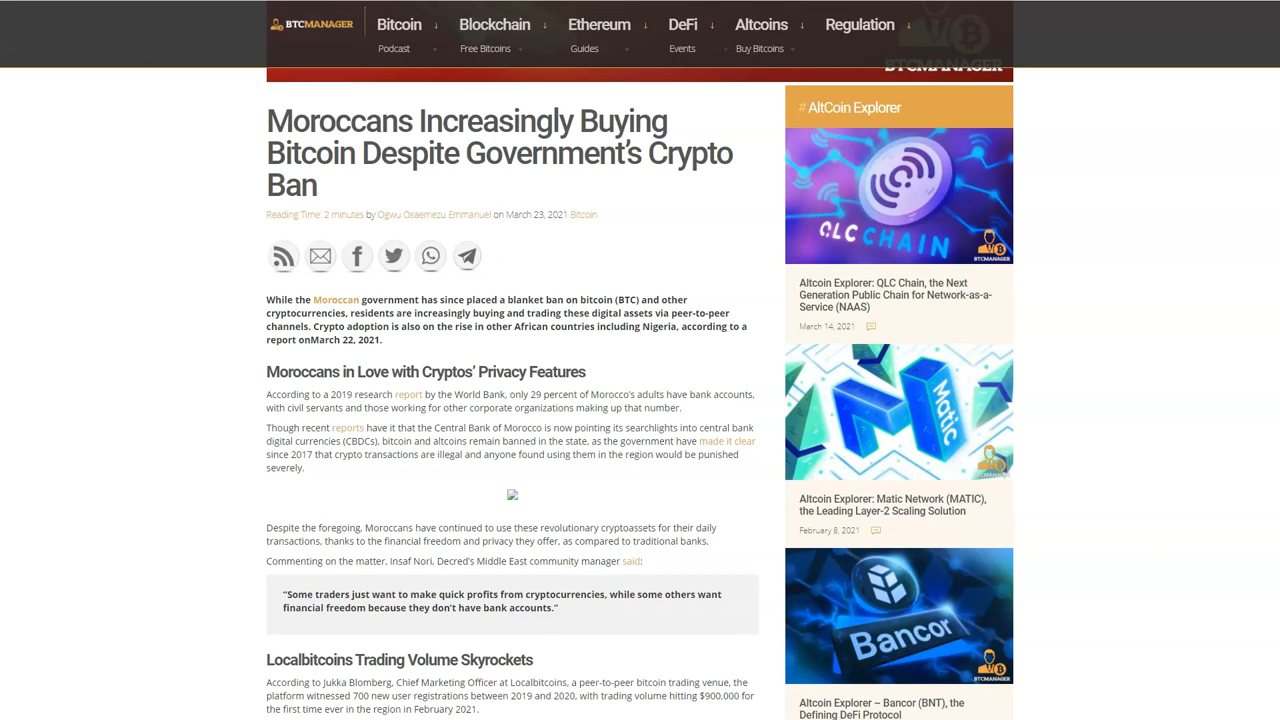 BTCMANAGER
Bitcoin ↓ Blockchain ↓ Ethereum ↓ DeFi ↓ Altcoins ↓ Regulation ↓
Podcast Free Bitcoins Guides Events Buy Bitcoins
BTCMANAGER
Moroccans Increasingly Buying
Bitcoin Despite Government’s Crypto
Ban
Reading Time: 2 minutes by Ogwu Osaemezu Emmanuel on March 23, 2021 Bitcoin
While the Moroccan government has since placed a blanket ban on bitcoin (BTC) and other
cryptocurrencies, residents are increasingly buying and trading these digital assets via peer-to-peer
channels. Crypto adoption is also on the rise in other African countries including Nigeria, according to a
report onMarch 22, 2021.
Moroccans in Love with Cryptos’ Privacy Features
According to a 2019 research report by the World Bank, only 29 percent of Morocco’s adults have bank accounts,
with civil servants and those working for other corporate organizations making up that number.
Though recent reports have it that the Central Bank of Morocco is now pointing its searchlights into central bank
digital currencies (CBDCs), bitcoin and altcoins remain banned in the state, as the government have made it clear
since 2017 that crypto transactions are illegal and anyone found using them in the region would be punished
severely.
Despite the foregoing, Moroccans have continued to use these revolutionary cryptoassets for their daily
transactions, thanks to the financial freedom and privacy they offer, as compared to traditional banks.
Commenting on the matter, Insaf Nori, Decred’s Middle East community manager said:
“Some traders just want to make quick profits from cryptocurrencies, while some others want
financial freedom because they don’t have bank accounts.”
Localbitcoins Trading Volume Skyrockets
According to Jukka Blomberg, Chief Marketing Officer at Localbitcoins, a peer-to-peer bitcoin trading venue, the
platform witnessed 700 new user registrations between 2019 and 2020, with trading volume hitting $900,000 for
the first time ever in the region in February 2021.
# AltCoin Explorer
QLC CHAIN
BTCMANAGER
Altcoin Explorer: QLC Chain, the Next
Generation Public Chain for Network-as-a-
Service (NAAS)
March 14, 2021
Matic
BTCMANAGER
Altcoin Explorer: Matic Network (MATIC),
the Leading Layer-2 Scaling Solution
February 8, 2021
Bancor
BTCMANAGER
Altcoin Explorer – Bancor (BNT), the
Defining DeFi Protocol